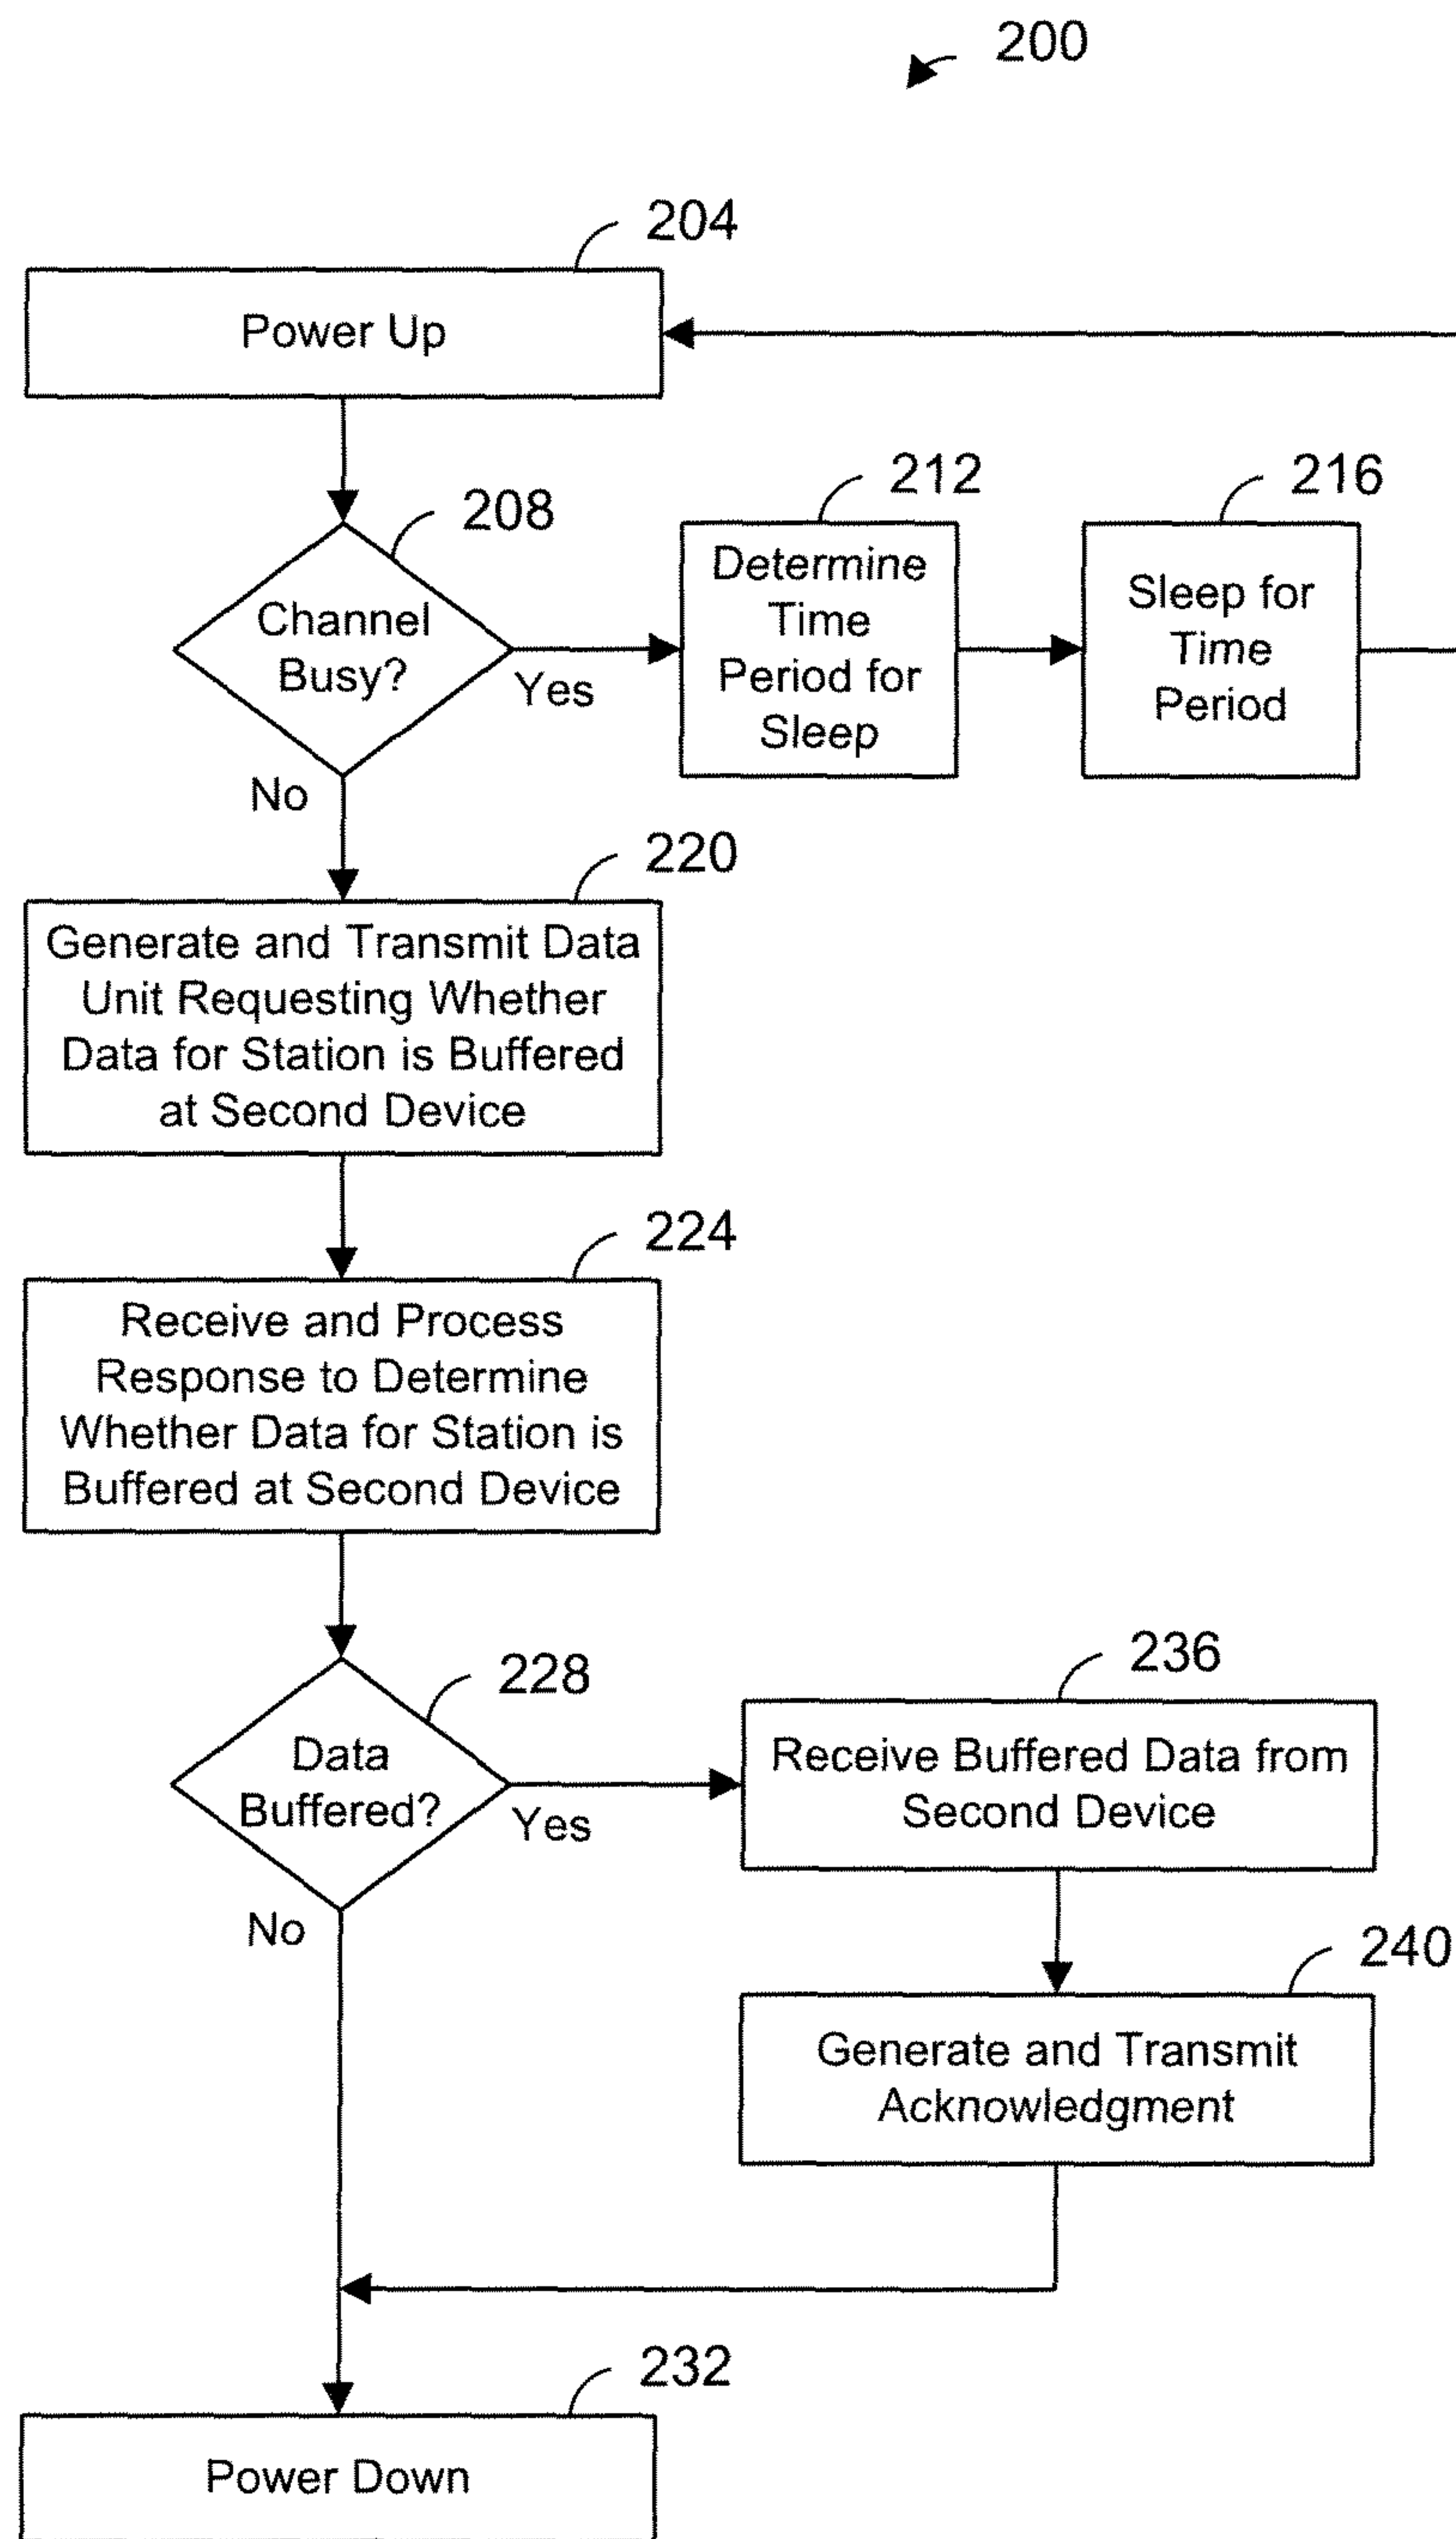 200
204
Power Up
208
Channel
Busy?
Yes
No
212
Determine
Time
Period for
Sleep
216
Sleep for
Time
Period
220
Generate and Transmit Data
Unit Requesting Whether
Data for Station is Buffered
at Second Device
224
Receive and Process
Response to Determine
Whether Data for Station is
Buffered at Second Device
228
Data
Buffered?
Yes
No
236
Receive Buffered Data from
Second Device
240
Generate and Transmit
Acknowledgment
232
Power Down